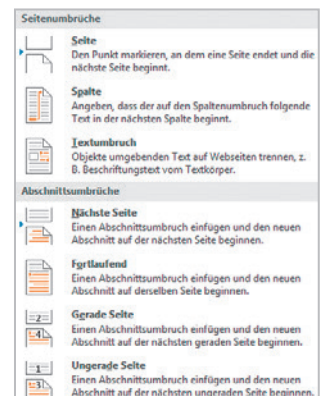 Seitenumbrüche
Seite
Den Punkt markieren, an dem eine Seite endet und die
nächste Seite beginnt.
Spalte
Angeben, dass der auf den Spaltenumbruch folgende
Text in der nächsten Spalte beginnt.
Textumbruch
Objekte umgebenden Text auf Webseiten trennen, z.
B. Beschriftungstext vom Textkörper.
Abschnittsumbrüche
Nächste Seite
Einen Abschnittsumbruch einfügen und den neuen
Abschnitt auf der nächsten Seite beginnen.
Fortlaufend
Einen Abschnittsumbruch einfügen und den neuen
Abschnitt auf derselben Seite beginnen.
Gerade Seite
=2=
4
Einen Abschnittsumbruch einfügen und den neuen
Abschnitt auf der nächsten geraden Seite beginnen.
Ungerade Seite
=1=
3
Einen Abschnittsumbruch einfügen und den neuen
Abschnitt auf der nächsten ungeraden Seite beginnen.